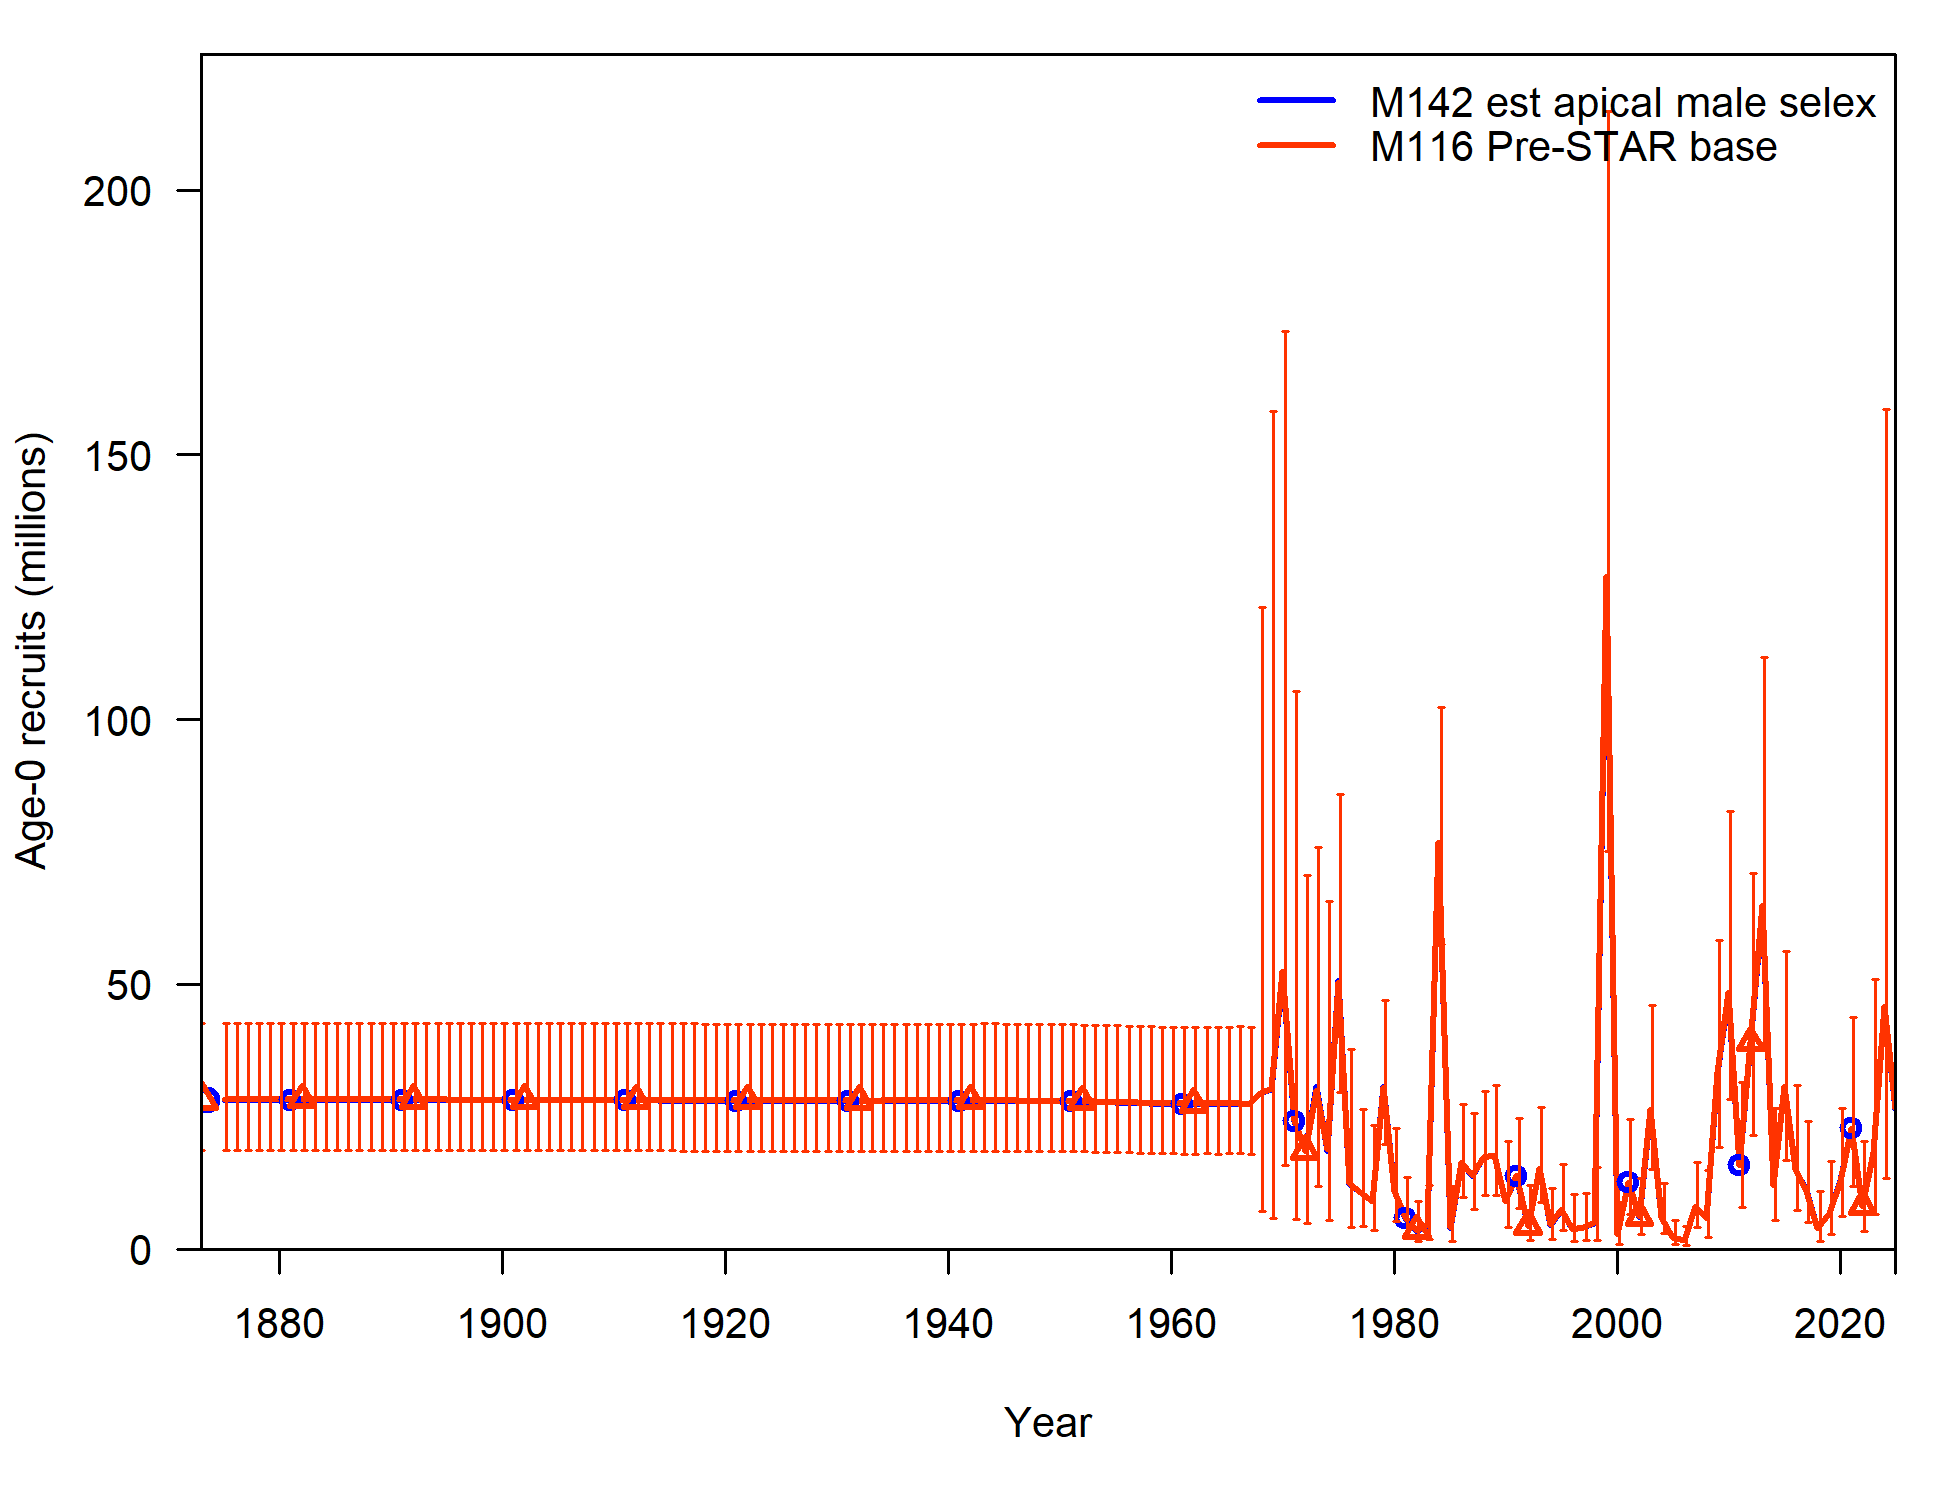 M142 est apical male selex
M116 Pre-STAR base
Age-0 recruits (millions)
200
150
100
50
0
1880 1900 1920 1940 1960 1980 2000 2020
Year